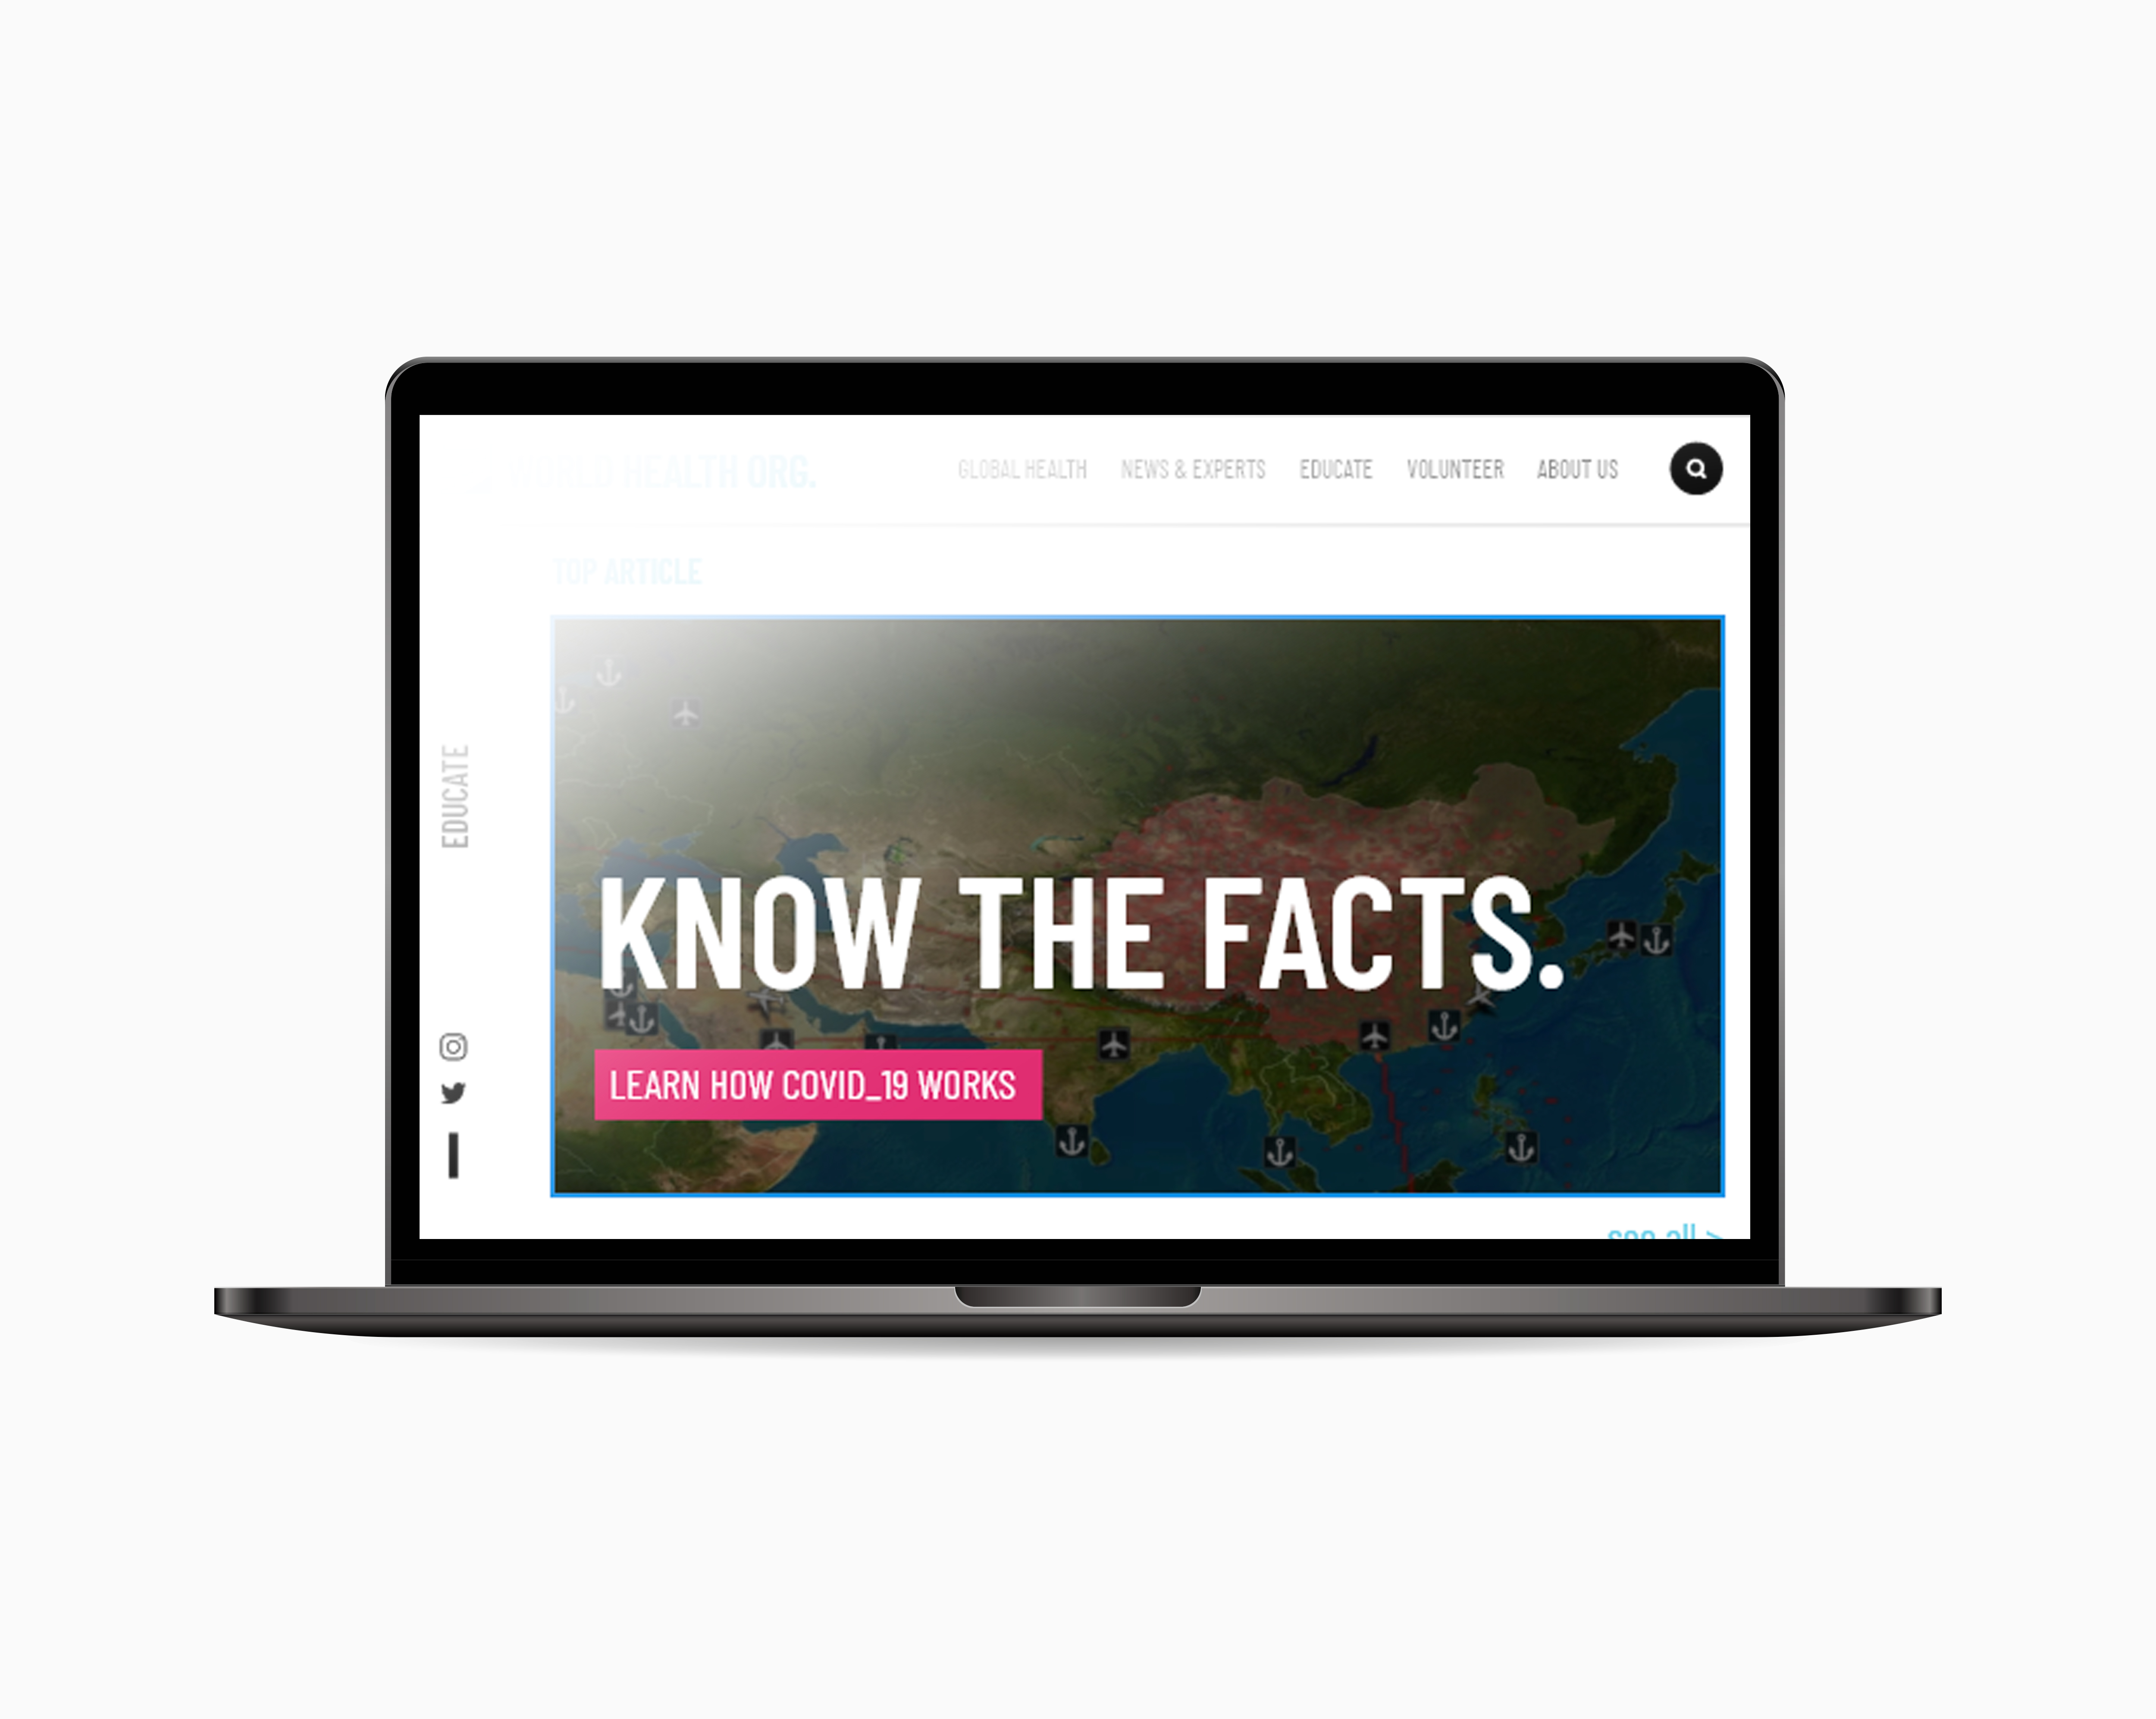 WORLD HEALTH ORG.
GLOBAL HEALTH
NEWS & EXPERTS
EDUCATE
VOLUNTEER
ABOUT US
TOP ARTICLE
EDUCATE
KNOW THE FACTS.
LEARN HOW COVID_19 WORKS
see all >